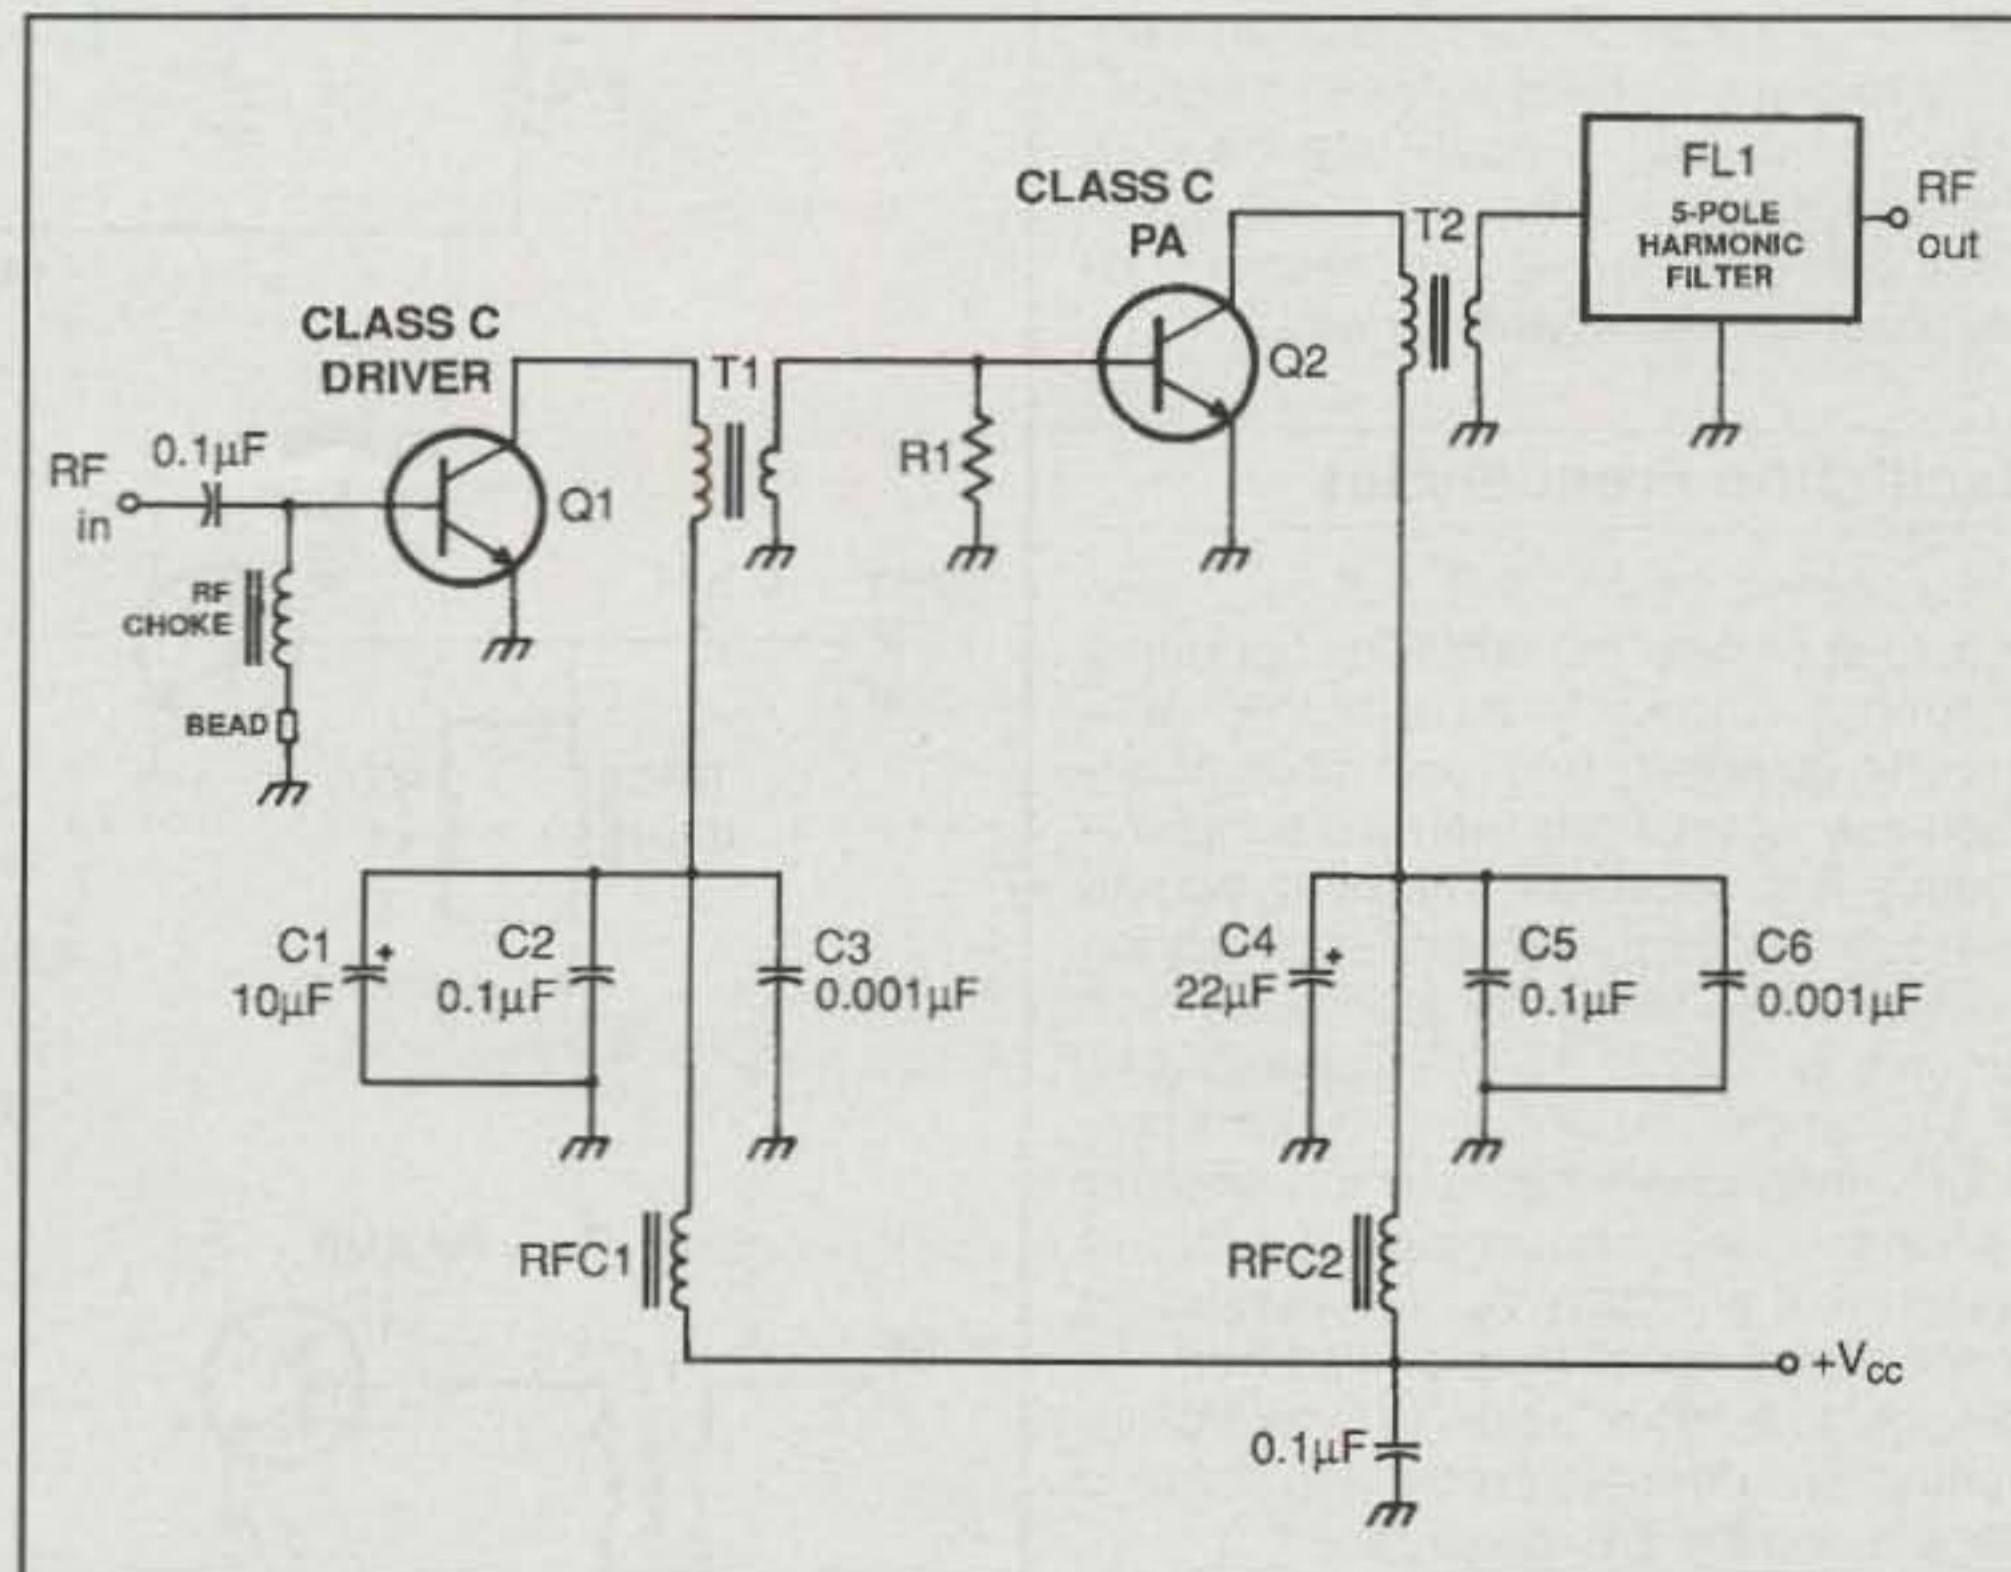 CLASS C
DRIVER
RF
in
0.1µF
Q1
RF
CHOKE
BEAD
T1
R1
CLASS C
PA
Q2
T2
FL1
5-POLE
HARMONIC
FILTER
RF
out
C1
10µF
+
C2
0.1µF
C3
0.001µF
C4
22µF
+
C5
0.1µF
C6
0.001µF
RFC1
RFC2
+Vcc
0.1µF